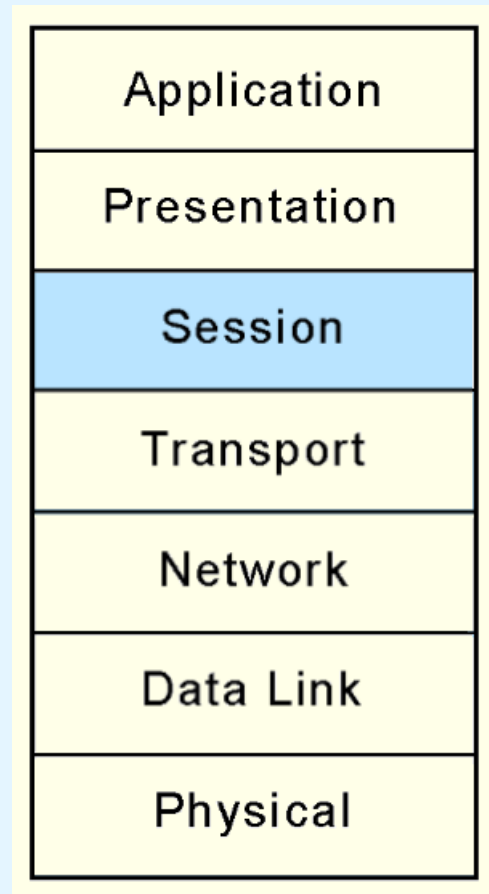 Application
Presentation
Session
Transport
Network
Data Link
Physical